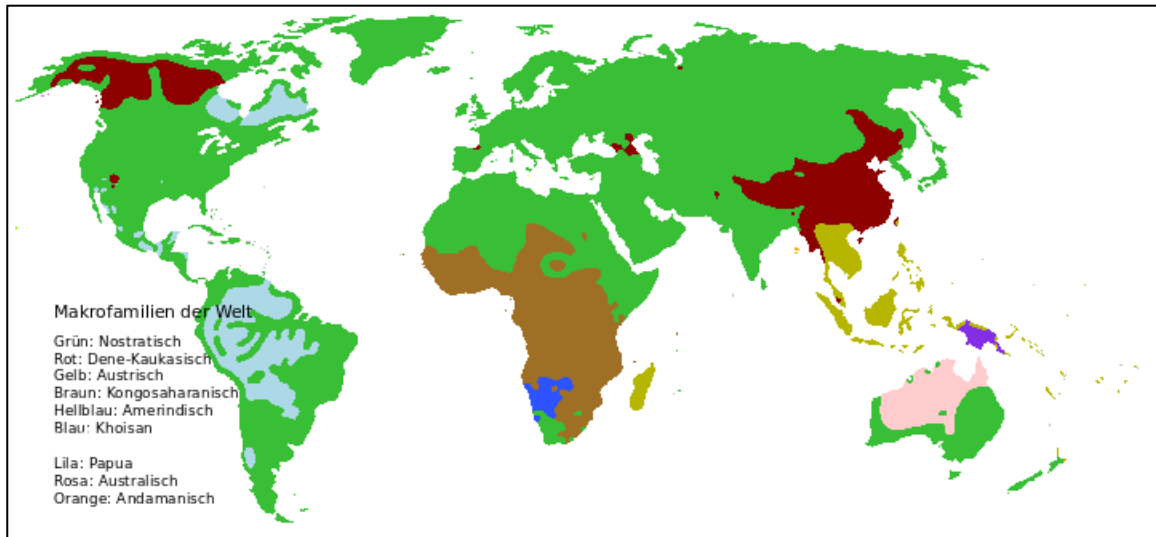 Makrofamilien der Welt
Grün: Nostratisch
Rot: Dene-Kaukasisch
Gelb: Austrisch
Braun: Kongosaharanisch
Hellblau: Amerindisch
Blau: Khoisan
Lila: Papua
Rosa: Australisch
Orange: Andamanisch